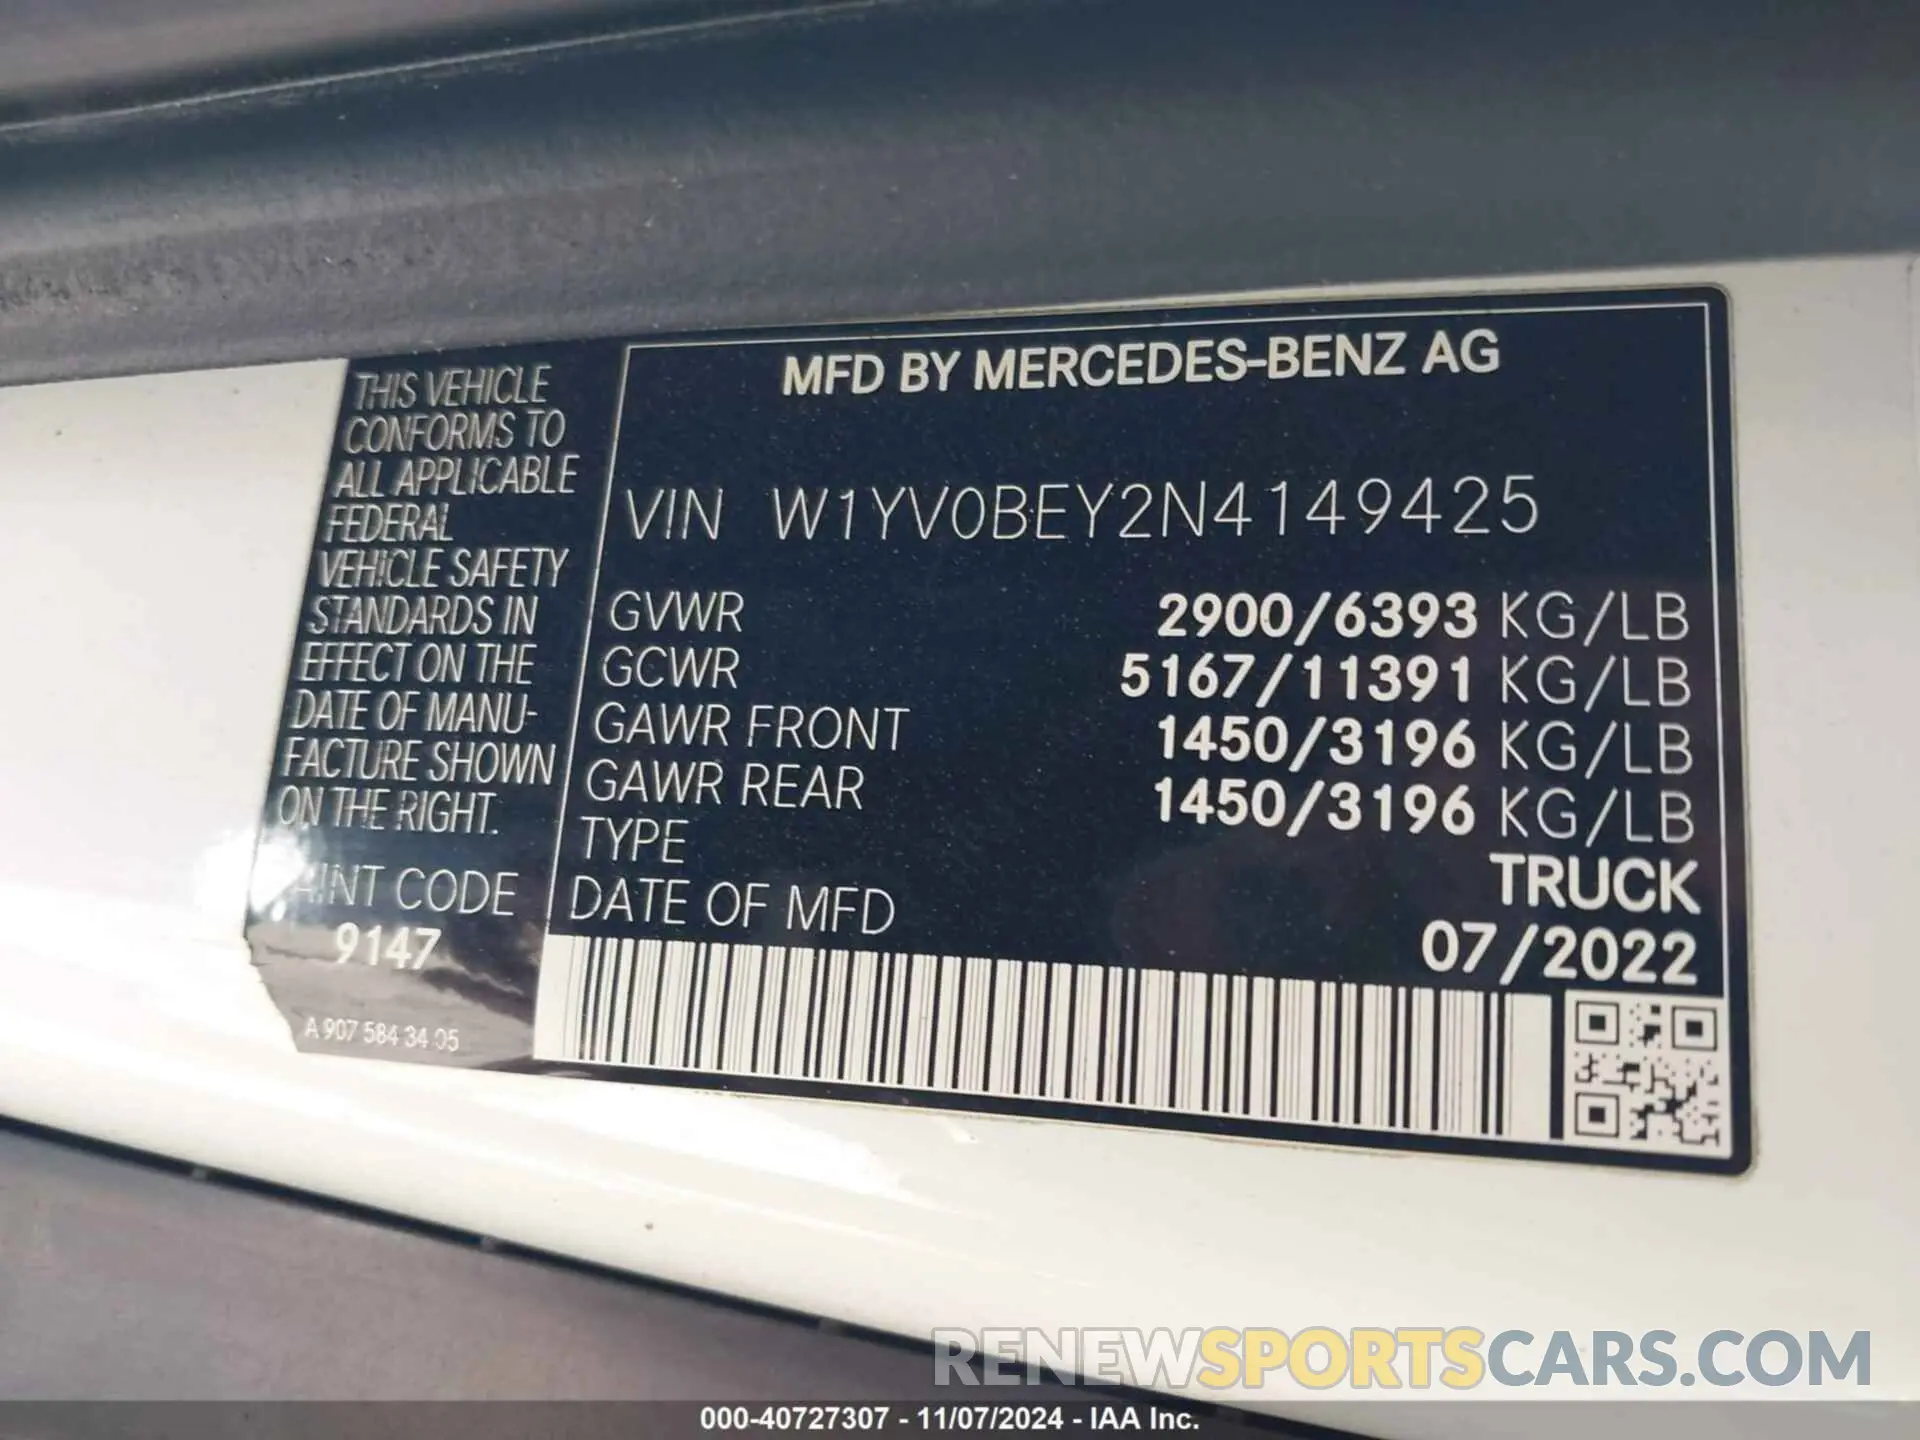 THIS VEHICLE
CONFORMS TO
ALL APPLICABLE
FEDERAL
VEHICLE SAFETY
STANDARDS IN
EFFECT ON THE
DATE OF MANU-
FACTURE SHOWN
ON THE RIGHT.
AINT CODE
9147
A 907 584 34 05
MFD BY MERCEDES-BENZ AG
VIN W1YV0BEY2N4149425
GVWR 2900/6393 KG/LB
GCWR 5167/11391 KG/LB
GAWR FRONT 1450/3196 KG/LB
GAWR REAR 1450/3196 KG/LB
TYPE TRUCK
DATE OF MFD 07/2022
RENEWSPORTSCARS.COM
000-40727307 - 11/07/2024 - IAA Inc.